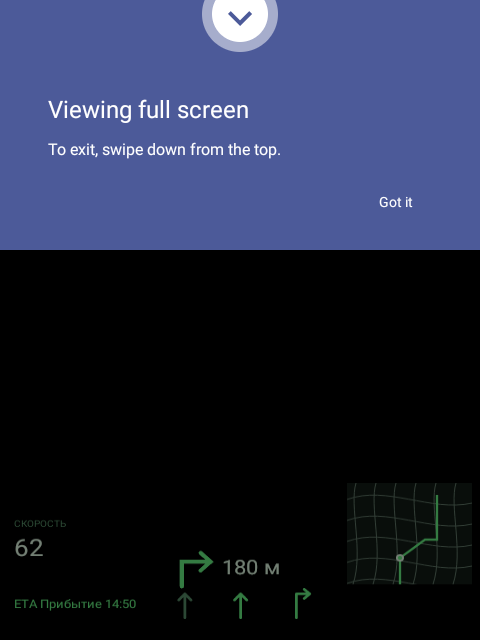 Viewing full screen
To exit, swipe down from the top.
Got it
СКОРОСТЬ
62
180 м
ETA Прибытие 14:50